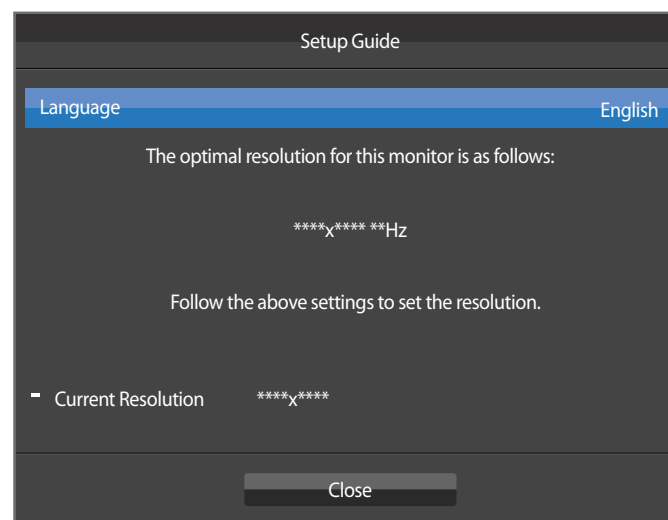 Setup Guide
Language English
The optimal resolution for this monitor is as follows:
****x**** **Hz
Follow the above settings to set the resolution.
- Current Resolution ****x****
Close